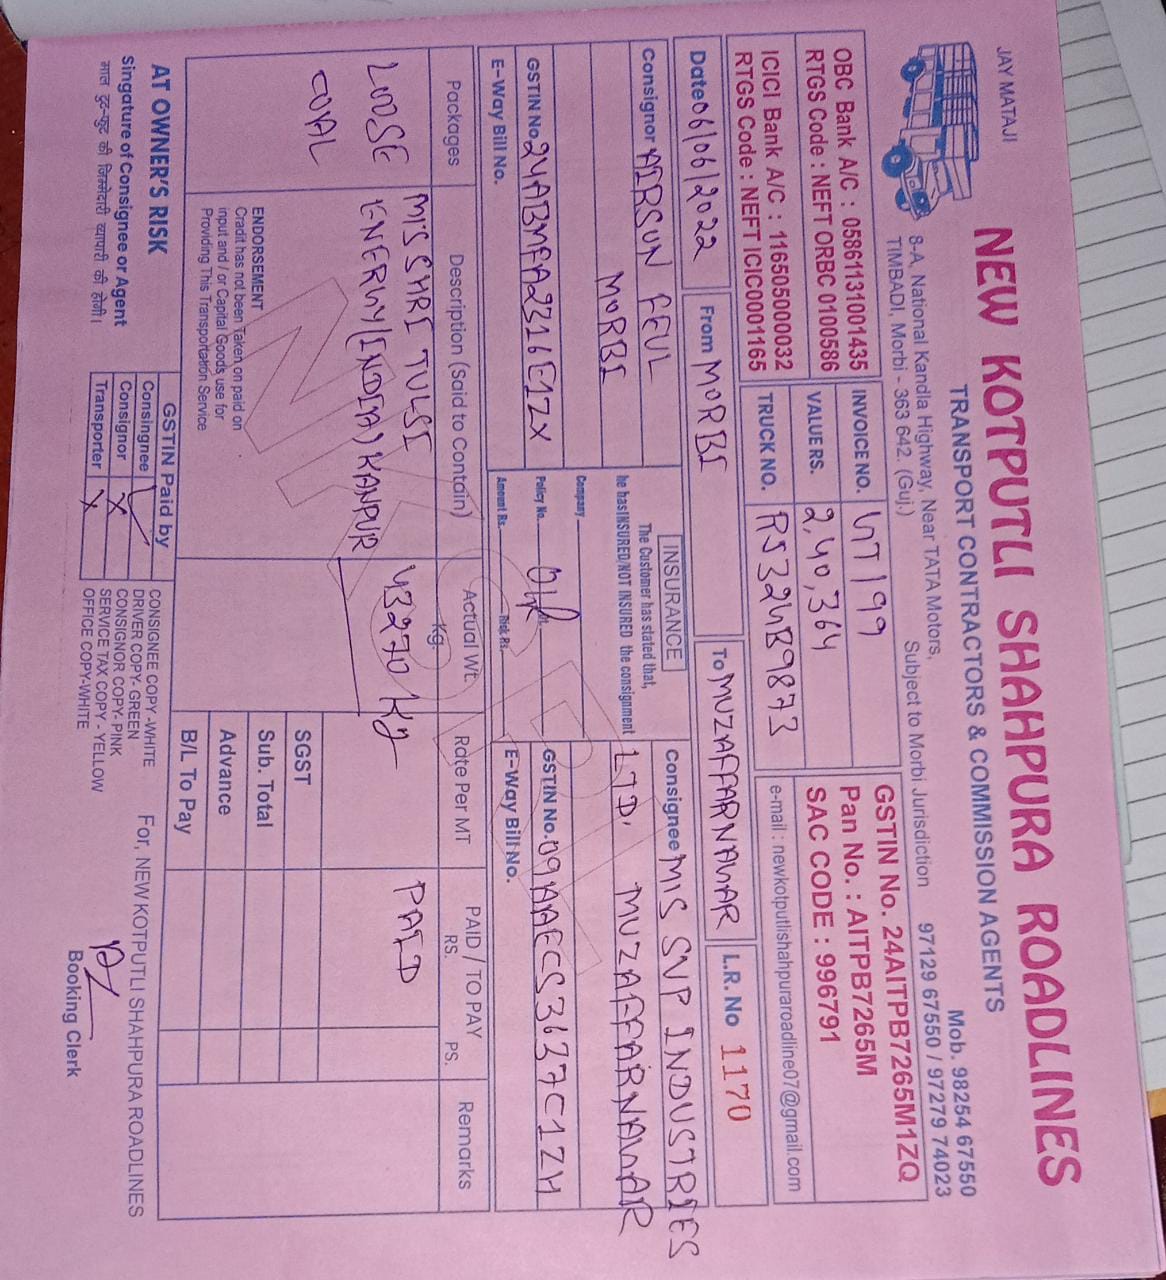 JAY MATAJI
NEW KOTPUTLI SHAHPURA ROADLINES
TRANSPORT CONTRACTORS & COMMISSION AGENTS
8-A, National Kandla Highway, Near TATA Motors,
TIMBADI, Morbi - 363 642. (Guj.)
Subject to Morbi Jurisdiction
Mob. 98254 67550
97129 67550 / 97279 74023
OBC Bank A/C : 05861131001435
RTGS Code : NEFT ORBC 0100586
ICICI Bank A/C : 116505000032
RTGS Code : NEFT ICIC0001165
INVOICE NO. GT/199
VALUE RS. 2,40,364
TRUCK NO. RJ32GB9873
GSTIN No. 24AITPB7265M1ZQ
Pan No. : AITPB7265M
SAC CODE : 996791
e-mail : newkotputlishahpuraroadline07@gmail.com
Date 06/06/2022
From MORBI
To MUZAFFARNAGAR
L.R. No 1170
Consignor AIRSUN FEUL
MORBI
GSTIN No. 24ABMFA2316E1ZX
E-Way Bill No.
INSURANCE
The Customer has stated that,
he has INSURED/NOT INSURED the consignment
Company
Policy No.
Amount Rs. Risk Rs.
Consignee M/S SVP INDUSTRIES
LTD. MUZAFFARNAGAR
GSTIN No. 09AAECS3637C1ZH
E-Way Bill No.
Packages
Description (Said to Contain)
Actual Wt.
Kg.
Rate Per MT
PAID / TO PAY
RS. PS.
Remarks
LOOSE
COAL
M/S SHRI TULSI
ENERGY (INDIA) KANPUR
43270 Kg
PAID
ENDORSEMENT
Cradit has not been Taken on paid on
input and / or Capital Goods use for
Providing This Transportation Service
SGST
Sub. Total
Advance
B/L To Pay
AT OWNER'S RISK
Singature of Consignee or Agent
माल टूट-फूट की जिम्मेदारी व्यापारी की होगी।
GSTIN Paid by
Consingnee ✓
Consignor X
Transporter X
CONSIGNEE COPY -WHITE
DRIVER COPY- GREEN
CONSIGNOR COPY- PINK
SERVICE TAX COPY - YELLOW
OFFICE COPY-WHITE
For, NEW KOTPUTLI SHAHPURA ROADLINES
Booking Clerk